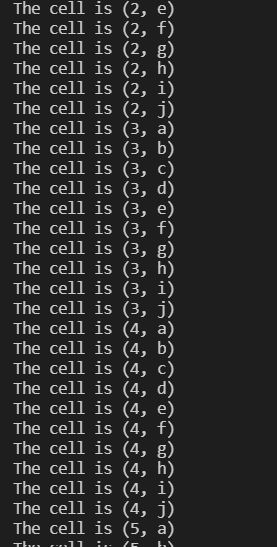 The cell is (2, e)
The cell is (2, f)
The cell is (2, g)
The cell is (2, h)
The cell is (2, i)
The cell is (2, j)
The cell is (3, a)
The cell is (3, b)
The cell is (3, c)
The cell is (3, d)
The cell is (3, e)
The cell is (3, f)
The cell is (3, g)
The cell is (3, h)
The cell is (3, i)
The cell is (3, j)
The cell is (4, a)
The cell is (4, b)
The cell is (4, c)
The cell is (4, d)
The cell is (4, e)
The cell is (4, f)
The cell is (4, g)
The cell is (4, h)
The cell is (4, i)
The cell is (4, j)
The cell is (5, a)